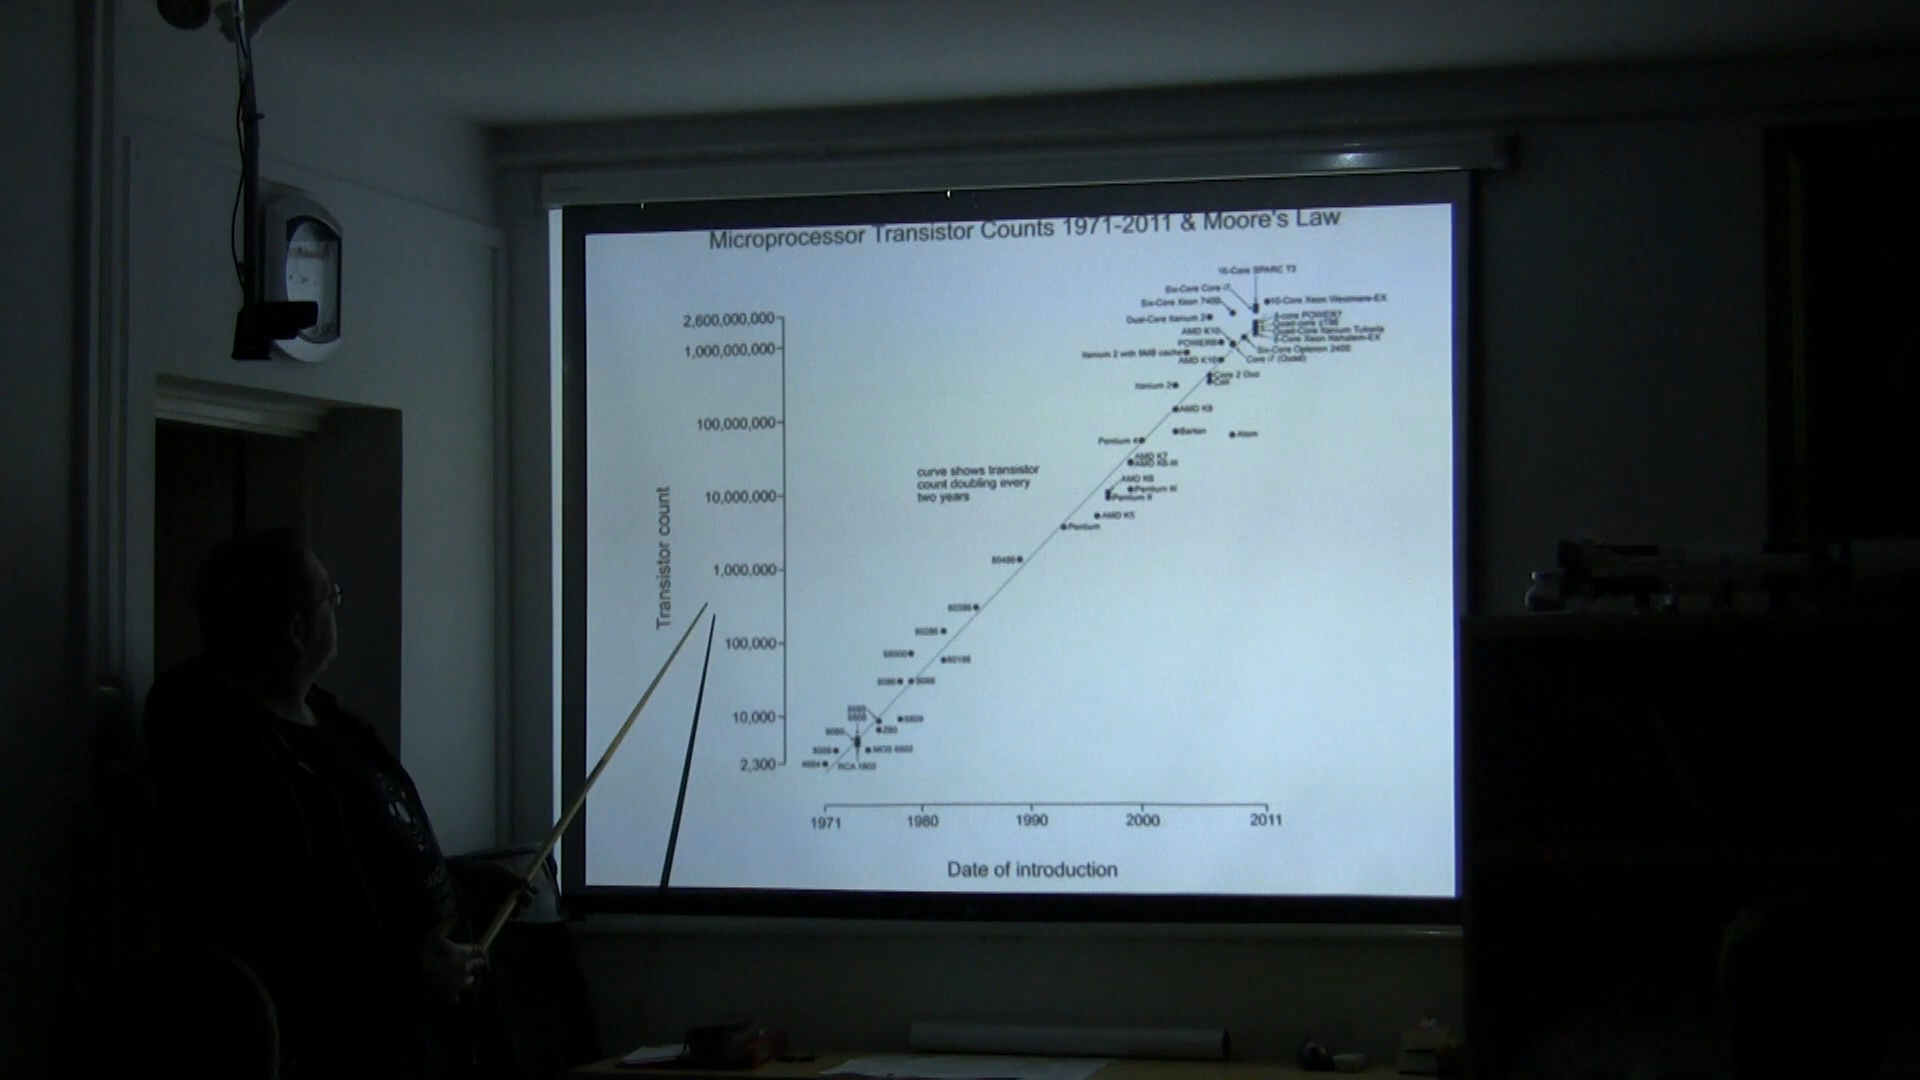 Microprocessor Transistor Counts 1971-2011 & Moore's Law
16-Core SPARC T3
Six-Core Core i7
Six-Core Xeon 7400
10-Core Xeon Westmere-EX
Dual-Core Itanium 2
8-core POWER7
Quad-core z196
Quad-Core Itanium Tukwila
8-Core Xeon Nehalem-EX
Six-Core Opteron 2400
Core i7 (Quad)
AMD K10
POWER6
Itanium 2 with 9MB cache
AMD K10
Core 2 Duo
Cell
Itanium 2
AMD K8
Barton
Atom
Pentium 4
AMD K7
AMD K6-III
AMD K6
Pentium III
Pentium II
AMD K5
Pentium
80486
80386
80286
68000
80186
8086
8088
8085
6800
6809
8080
Z80
8008
MOS 6502
4004
RCA 1802
curve shows transistor
count doubling every
two years
2,600,000,000
1,000,000,000
100,000,000
10,000,000
1,000,000
100,000
10,000
2,300
Transistor count
1971
1980
1990
2000
2011
Date of introduction